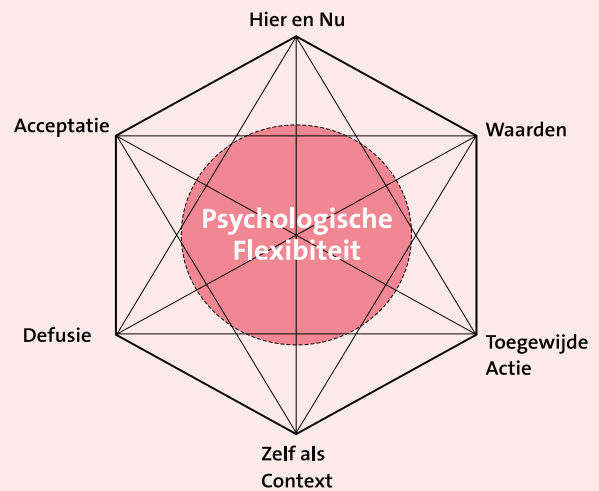 Hier en Nu
Acceptatie
Waarden
Psychologische
Flexibiteit
Defusie
Toegewijde
Actie
Zelf als
Context